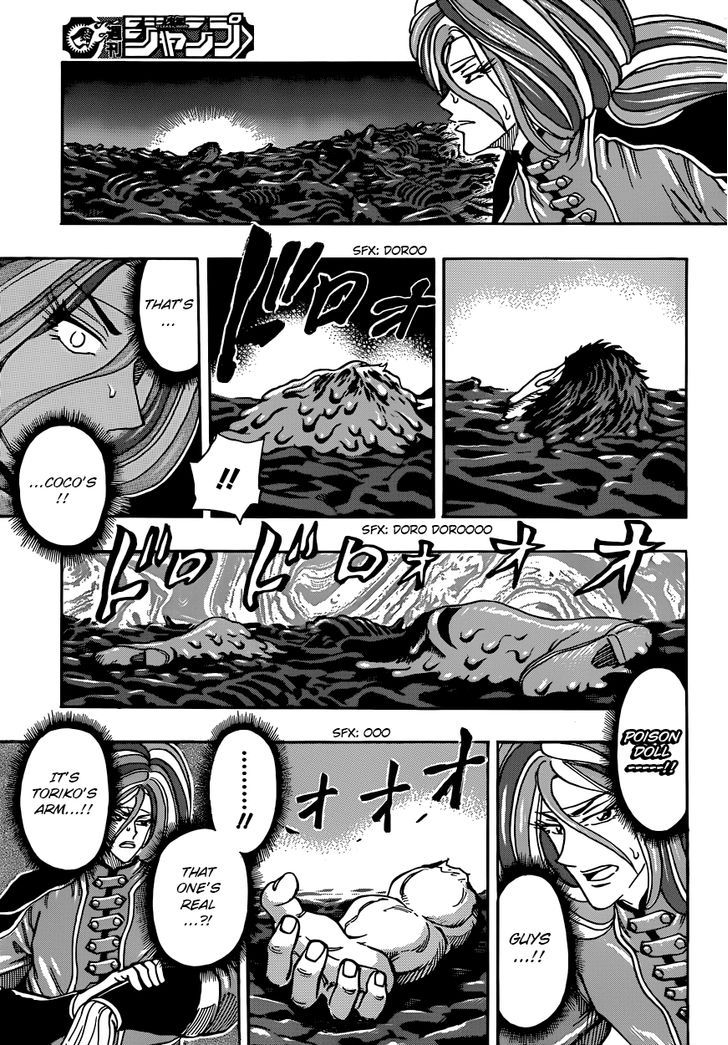 週刊
少年
ジャンプ
SFX: DOROO
ドロォ
!!
THAT'S
...
...COCO'S
!!
SFX: DORO DOROOOO
ドロドロォオオ
POISON
DOLL
------!!
GUYS
...!!
SFX: OOO
オオオ
........
!!
THAT
ONE'S
REAL
...?!
IT'S
TORIKO'S
ARM...!!